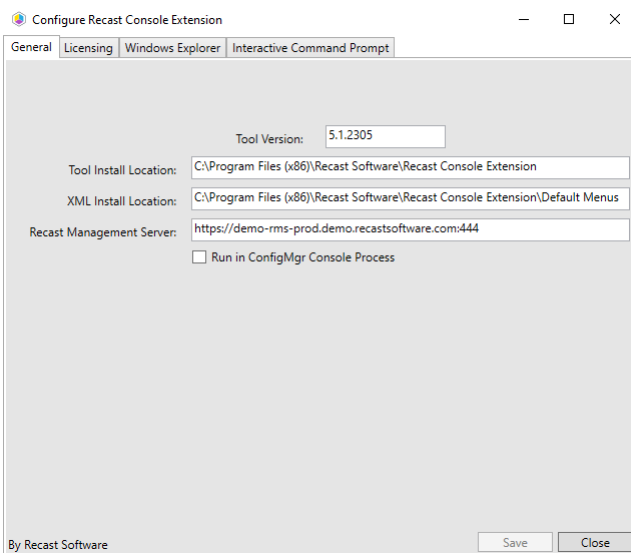 Configure Recast Console Extension
General Licensing Windows Explorer Interactive Command Prompt
Tool Version: 5.1.2305
Tool Install Location: C:\Program Files (x86)\Recast Software\Recast Console Extension
XML Install Location: C:\Program Files (x86)\Recast Software\Recast Console Extension\Default Menus
Recast Management Server: https://demo-rms-prod.demo.recastsoftware.com:444
Run in ConfigMgr Console Process
By Recast Software Save Close